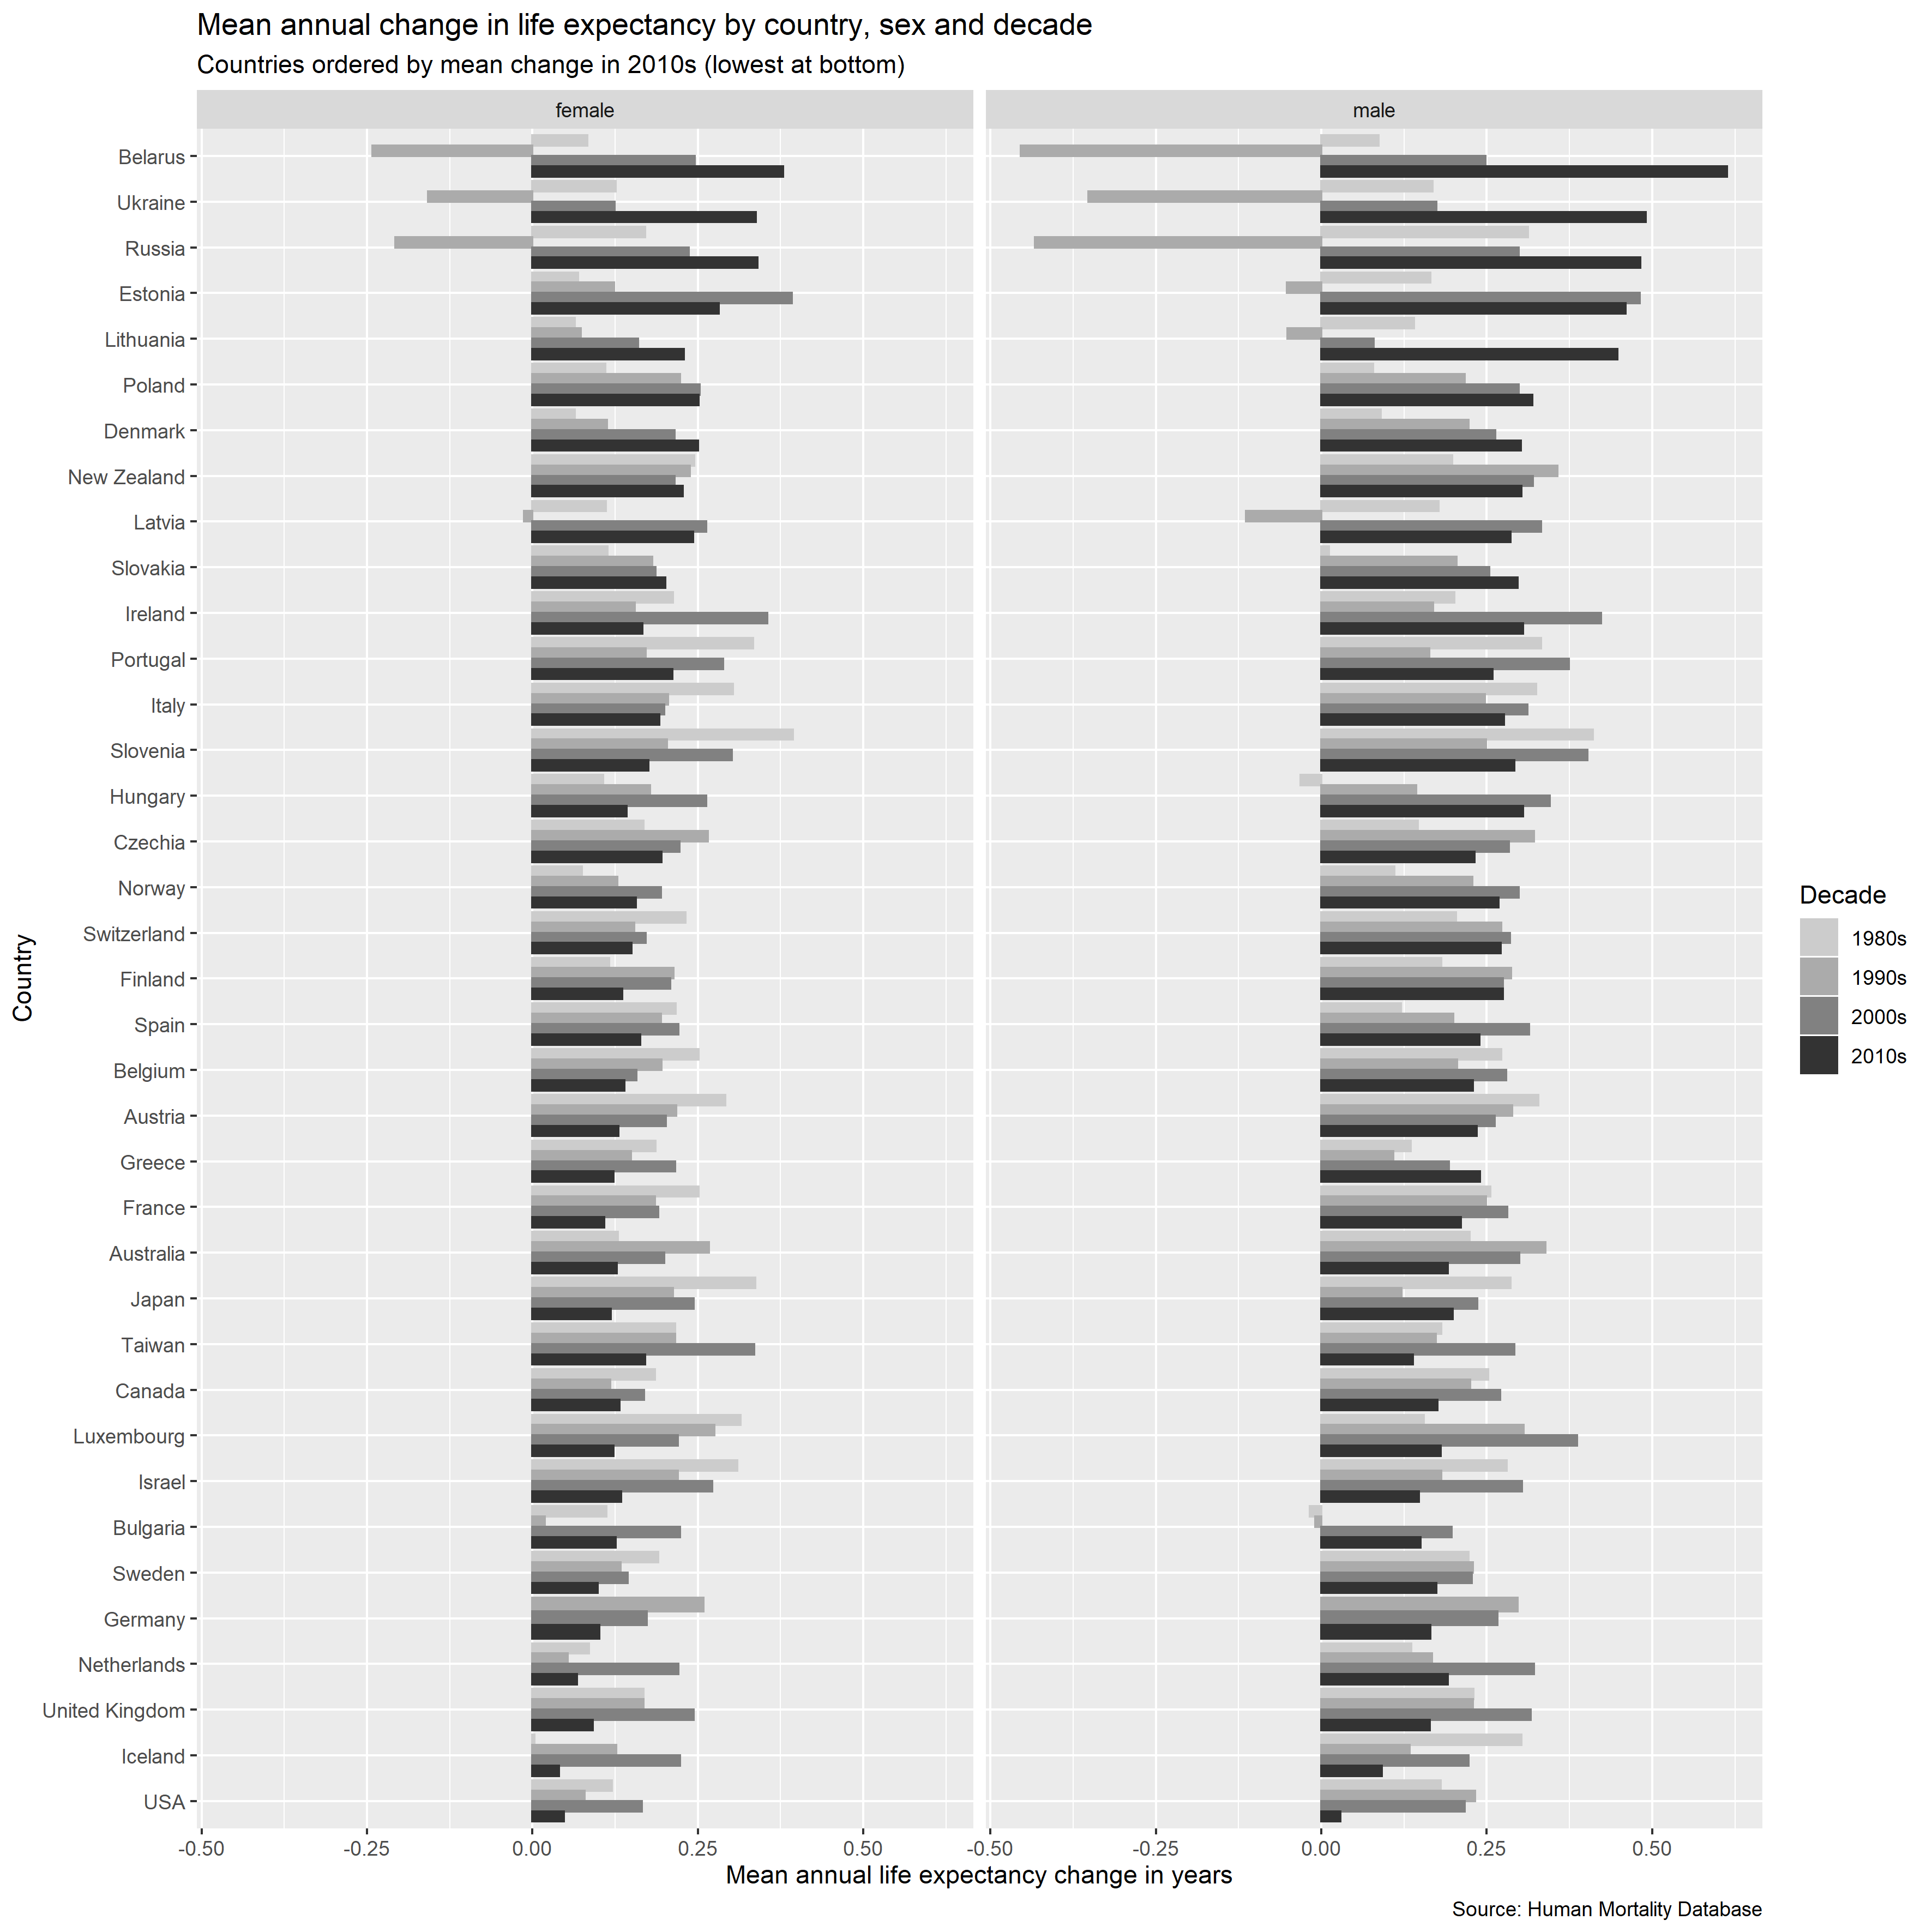 Mean annual change in life expectancy by country, sex and decade
Countries ordered by mean change in 2010s (lowest at bottom)
female
male
Belarus
Ukraine
Russia
Estonia
Lithuania
Poland
Denmark
New Zealand
Latvia
Slovakia
Ireland
Portugal
Italy
Slovenia
Hungary
Czechia
Norway
Switzerland
Finland
Spain
Belgium
Austria
Greece
France
Australia
Japan
Taiwan
Canada
Luxembourg
Israel
Bulgaria
Sweden
Germany
Netherlands
United Kingdom
Iceland
USA
Country
-0.50 -0.25 0.00 0.25 0.50
-0.50 -0.25 0.00 0.25 0.50
Mean annual life expectancy change in years
Decade
1980s
1990s
2000s
2010s
Source: Human Mortality Database